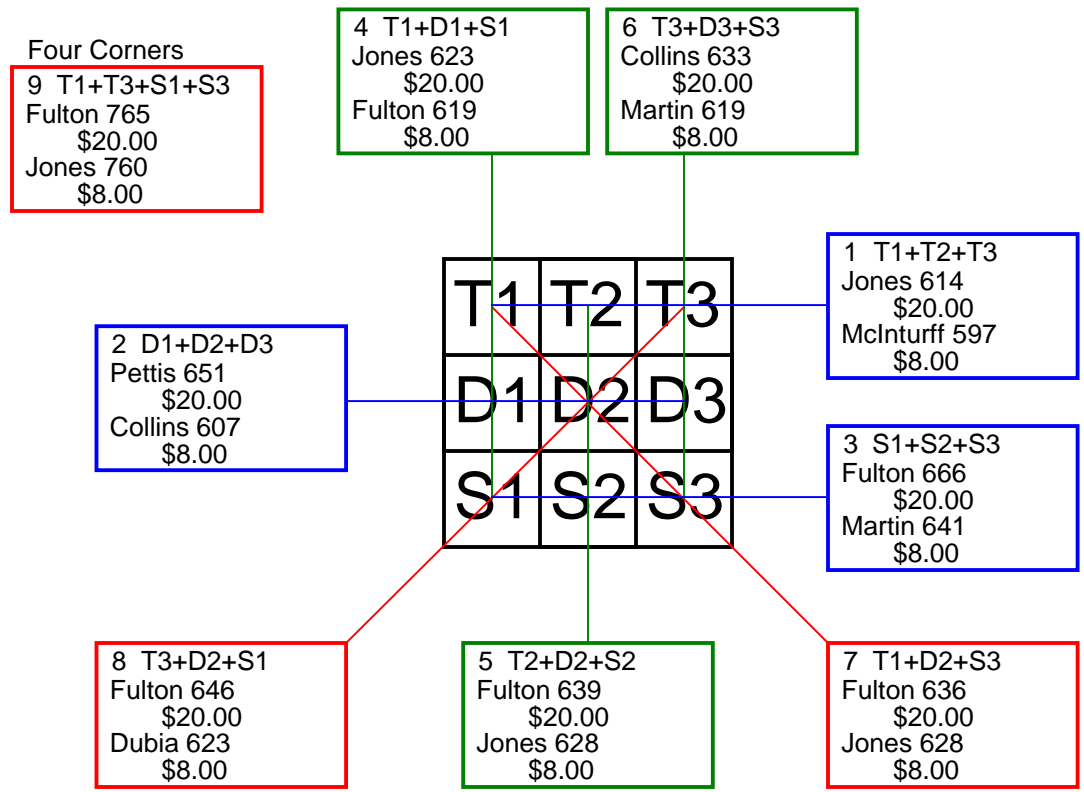 Four Corners
9 T1+T3+S1+S3
Fulton 765
$20.00
Jones 760
$8.00
4 T1+D1+S1
Jones 623
$20.00
Fulton 619
$8.00
6 T3+D3+S3
Collins 633
$20.00
Martin 619
$8.00
1 T1+T2+T3
Jones 614
$20.00
McInturff 597
$8.00
2 D1+D2+D3
Pettis 651
$20.00
Collins 607
$8.00
T1 T2 T3
D1 D2 D3
S1 S2 S3
3 S1+S2+S3
Fulton 666
$20.00
Martin 641
$8.00
8 T3+D2+S1
Fulton 646
$20.00
Dubia 623
$8.00
5 T2+D2+S2
Fulton 639
$20.00
Jones 628
$8.00
7 T1+D2+S3
Fulton 636
$20.00
Jones 628
$8.00